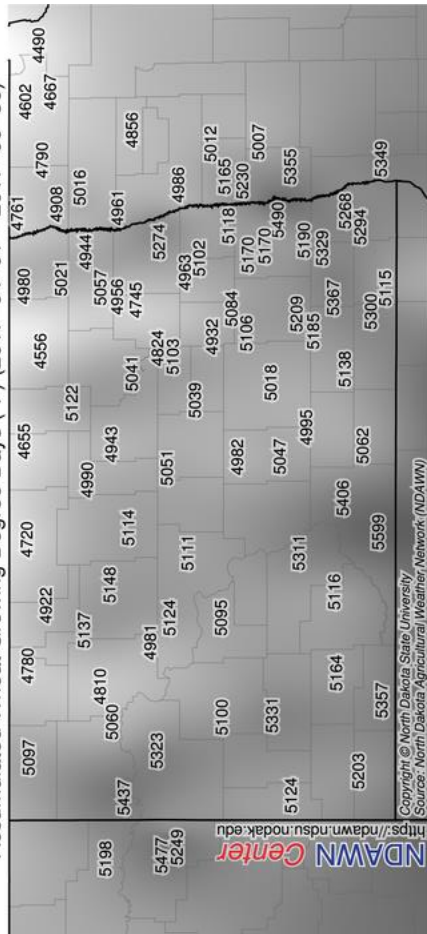 Accumulated Wheat Growing Degree Days
5097 4780 4720 4655 4556 4980 4761 4602 4490
4922 4790 4667
5122 5021 4908
5137 4990 4944 5016
5198 4810 5148 4943 5057
5060 5041 4956 4961
5437 5114 4745 4856
4981 4824
5477 5323 5124 5051 5103 5274
5249 5111 4963 4986
5039 5102
5100 5095 4932 5012
4982 5084 5118 5165
5106 5170 5230
5331 5018 5170 5007
5124 5311 5047 5209 5490 5355
4995 5185 5190
5164 5116 5406 5138 5367 5329 5268
5203 5062 5300 5294
5357 5599 5115 5349
NDAWN Center
https://ndawn.ndsu.nodak.edu
Copyright © North Dakota State University
Source: North Dakota Agricultural Weather Network (NDAWN)